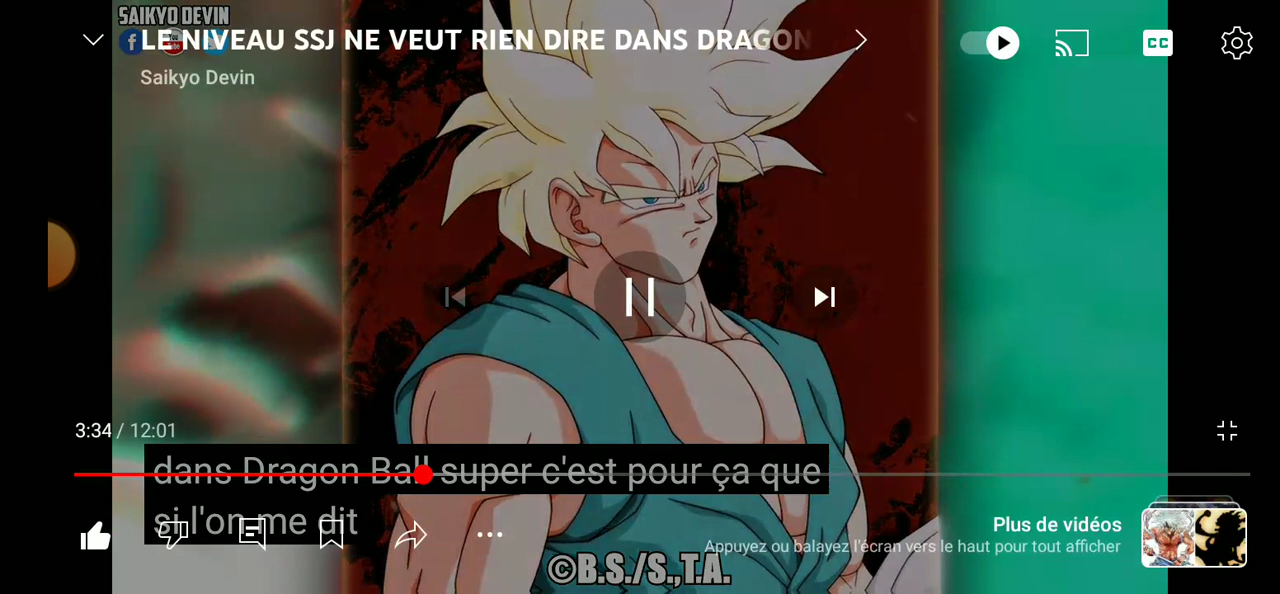 SAIKYO DEVIN
LE NIVEAU SSJ NE VEUT RIEN DIRE DANS DRAGON
Saikyo Devin
CC
3:34 / 12:01
dans Dragon Ball super c'est pour ça que
si l'on me dit
Plus de vidéos
Appuyez ou balayez l'écran vers le haut pour tout afficher
©B.S./S.,T.A.